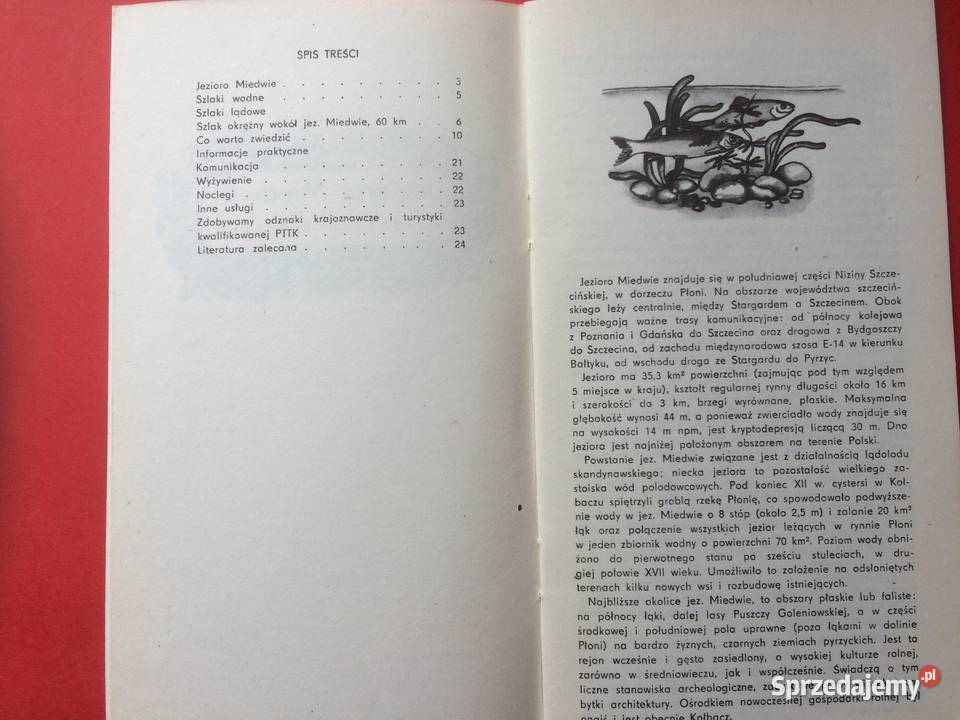 SPIS TREŚCI
Jezioro Miedwie . . . . . . . . 3
Szlaki wodne . . . . . . . . 5
Szlaki lądowe
Szlak okrężny wokół jez. Miedwie, 60 km . . 6
Co warto zwiedzić . . . . . . . 10
Informacje praktyczne
Komunikacja . . . . . . . . 21
Wyżywienie . . . . . . . . 22
Noclegi . . . . . . . . . 22
Inne usługi . . . . . . . . 23
Zdobywamy odznaki krajoznawcze i turystyki
kwalifikowanej PTTK . . . . . . . 23
Literatura zalecana . . . . . . . 24
Jezioro Miedwie znajduje się w południowej części Niziny Szcze-
cińskiej, w dorzeczu Płoni. Na obszarze województwa szczeciń-
skiego leży centralnie, między Stargardem a Szczecinem. Obok
przebiegają ważne trasy komunikacyjne: od północy kolejowa
z Poznania i Gdańska do Szczecina oraz drogowa z Bydgoszczy
do Szczecina, od zachodu międzynarodowa szosa E-14 w kierunku
Bałtyku, od wschodu droga ze Stargardu do Pyrzyc.
Jezioro ma 35,3 km² powierzchni (zajmując pod tym względem
5 miejsce w kraju), kształt regularnej rynny długości około 16 km
i szerokości do 3 km, brzegi wyrównane, płaskie. Maksymalna
głębokość wynosi 44 m, a ponieważ zwierciadło wody znajduje się
na wysokości 14 m npm, jest kryptodepresją liczącą 30 m. Dno
jeziora jest najniżej położonym obszarem na terenie Polski.
Powstanie jez. Miedwie związane jest z działalnością lądolodu
skandynawskiego; niecka jeziora to pozostałość wielkiego za-
stoiska wód polodowcowych. Pod koniec XII w. cystersi w Koł-
baczu spiętrzyli groblą rzekę Płonię, co spowodowało podwyższe-
nie wody w jez. Miedwie o 8 stóp (około 2,5 m) i zalanie 20 km²
łąk oraz połączenie wszystkich jezior leżących w rynnie Płoni
w jeden zbiornik wodny o powierzchni 70 km². Poziom wody obni-
żono do pierwotnego stanu po sześciu stuleciach, w dru-
giej połowie XVII wieku. Umożliwiło to założenie na odsłoniętych
terenach kilku nowych wsi i rozbudowę istniejących.
Najbliższe okolice jez. Miedwie, to obszary płaskie lub faliste:
na północy łąki, dalej lasy Puszczy Goleniowskiej, a w części
środkowej i południowej pola uprawne (poza łąkami w dolinie
Płoni) na bardzo żyznych, czarnych ziemiach pyrzyckich. Jest to
rejon wcześnie i gęsto zasiedlony, o wysokiej kulturze rolnej,
zarówno w średniowieczu, jak i współcześnie. Świadczą o tym
liczne stanowiska archeologiczne,
bytki architektury. Ośrodkiem nowoczesnej gospodarki rolnej był
i jest obecnie Kołbacz.
Sprzedajemy.pl